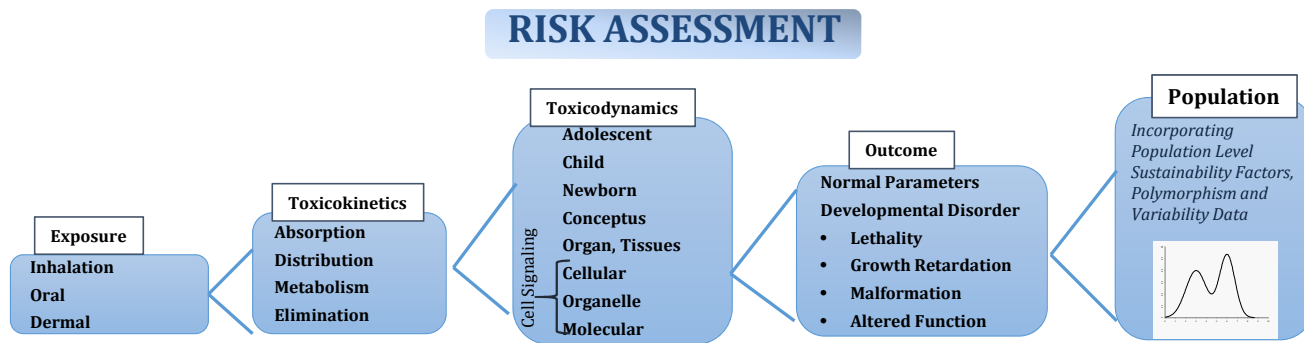 RISK ASSESSMENT
Exposure
Inhalation
Oral
Dermal
Toxicokinetics
Absorption
Distribution
Metabolism
Elimination
Toxicodynamics
Adolescent
Child
Newborn
Conceptus
Organ, Tissues
Cellular
Organelle
Molecular
Cell Signaling
Outcome
Normal Parameters
Developmental Disorder
• Lethality
• Growth Retardation
• Malformation
• Altered Function
Population
Incorporating
Population Level
Sustainability Factors,
Polymorphism and
Variability Data